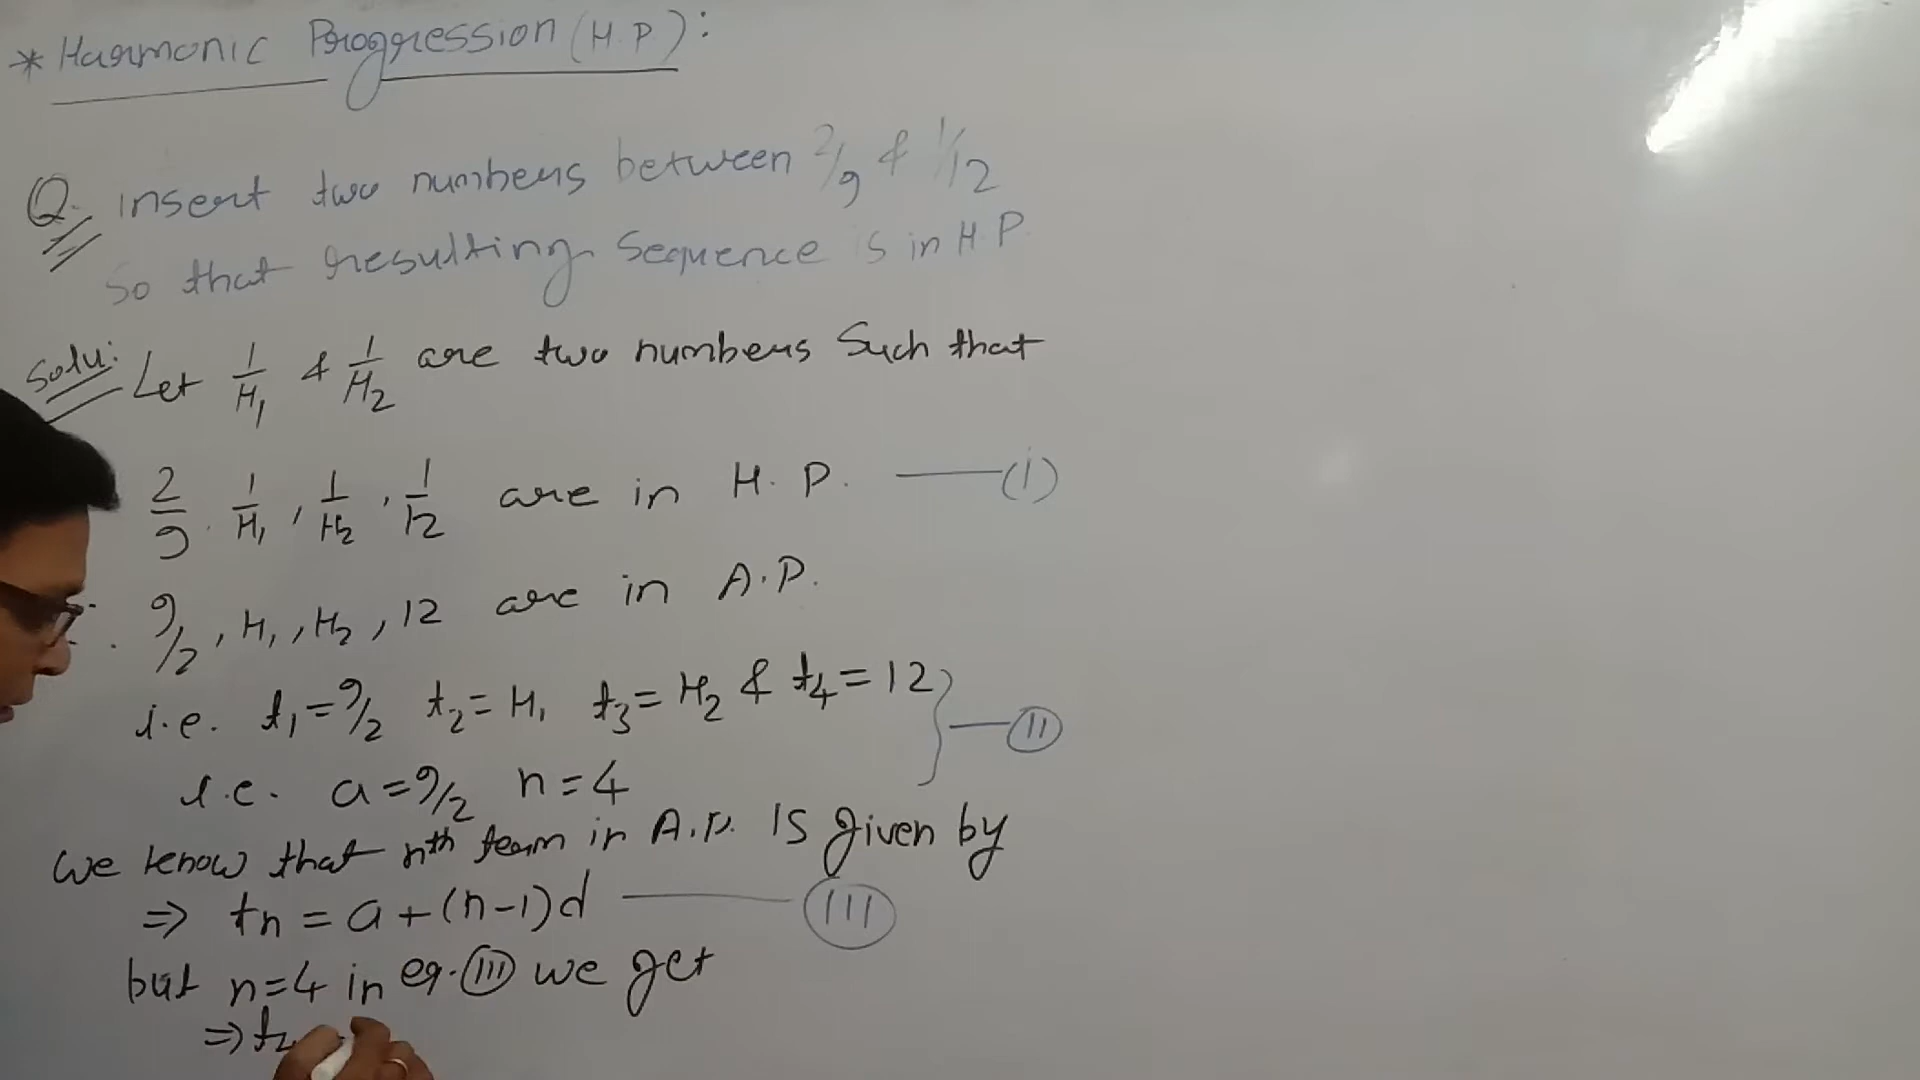 * Harmonic Progression (H.P):
Q. insert two numbers between 2/9 & 1/12
So that resulting Sequence is in H.P.
Solu: Let 1/H₁ & 1/H₂ are two numbers Such that
2/9, 1/H₁, 1/H₂, 1/12 are in H.P. —(i)
∴ 9/2, H₁, H₂, 12 are in A.P.
i.e. t₁=9/2 t₂=H₁ t₃=H₂ & t₄=12
} —(II)
i.e. a=9/2 n=4
We know that nth term in A.P. is given by
⇒ tn = a+(n-1)d —(III)
but n=4 in eq.(III) we get
⇒ t₄